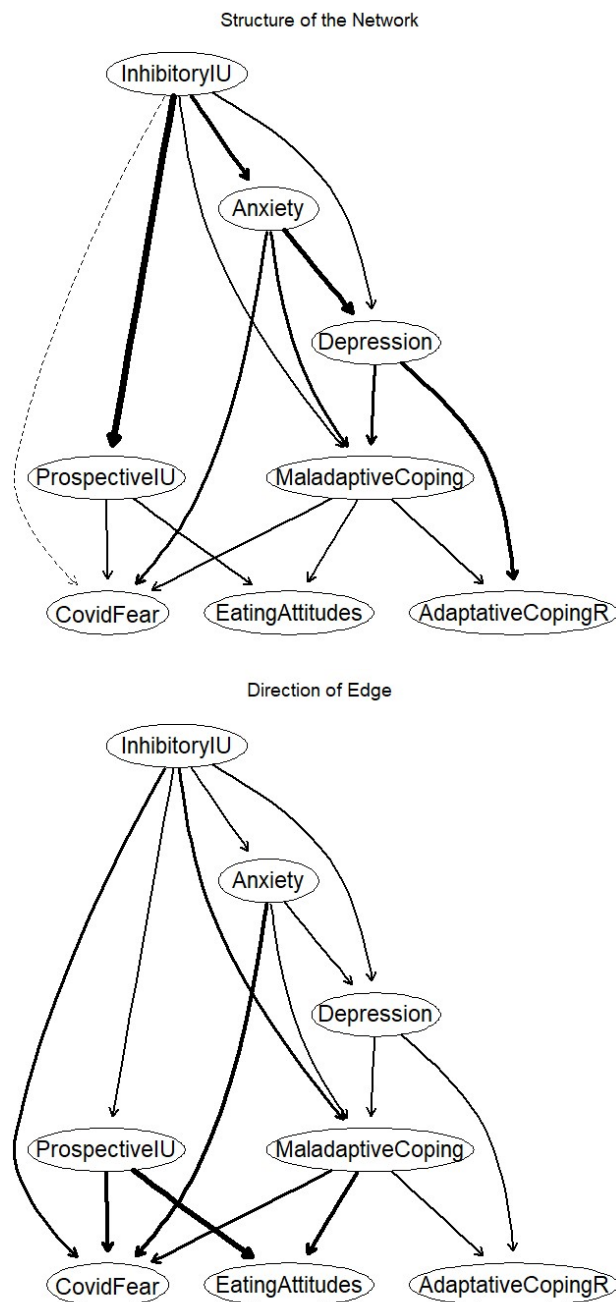 Structure of the Network
InhibitoryIU
Anxiety
Depression
ProspectiveIU MaladaptiveCoping
CovidFear EatingAttitudes AdaptativeCopingR
Direction of Edge
InhibitoryIU
Anxiety
Depression
ProspectiveIU MaladaptiveCoping
CovidFear EatingAttitudes AdaptativeCopingR